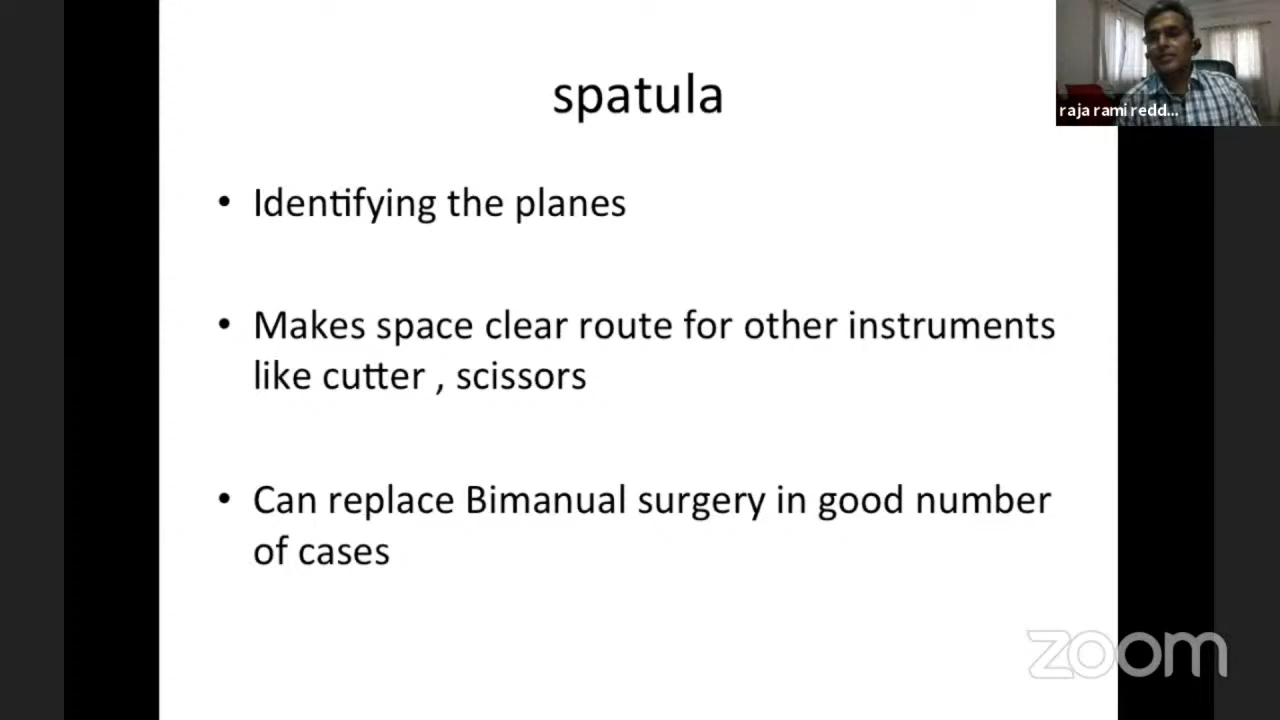 spatula
raja rami redd...
• Identifying the planes
• Makes space clear route for other instruments
like cutter , scissors
• Can replace Bimanual surgery in good number
of cases
zoom